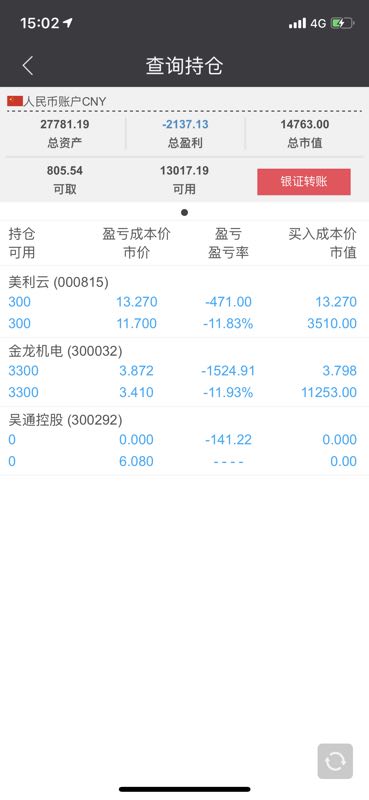 15:02 4G
查询持仓
人民币账户CNY
27781.19 -2137.13 14763.00
总资产 总盈利 总市值
805.54 13017.19
可取 可用 银证转账
持仓 盈亏成本价 盈亏 买入成本价
可用 市价 盈亏率 市值
美利云 (000815)
300 13.270 -471.00 13.270
300 11.700 -11.83% 3510.00
金龙机电 (300032)
3300 3.872 -1524.91 3.798
3300 3.410 -11.93% 11253.00
吴通控股 (300292)
0 0.000 -141.22 0.000
0 6.080 ---- 0.00